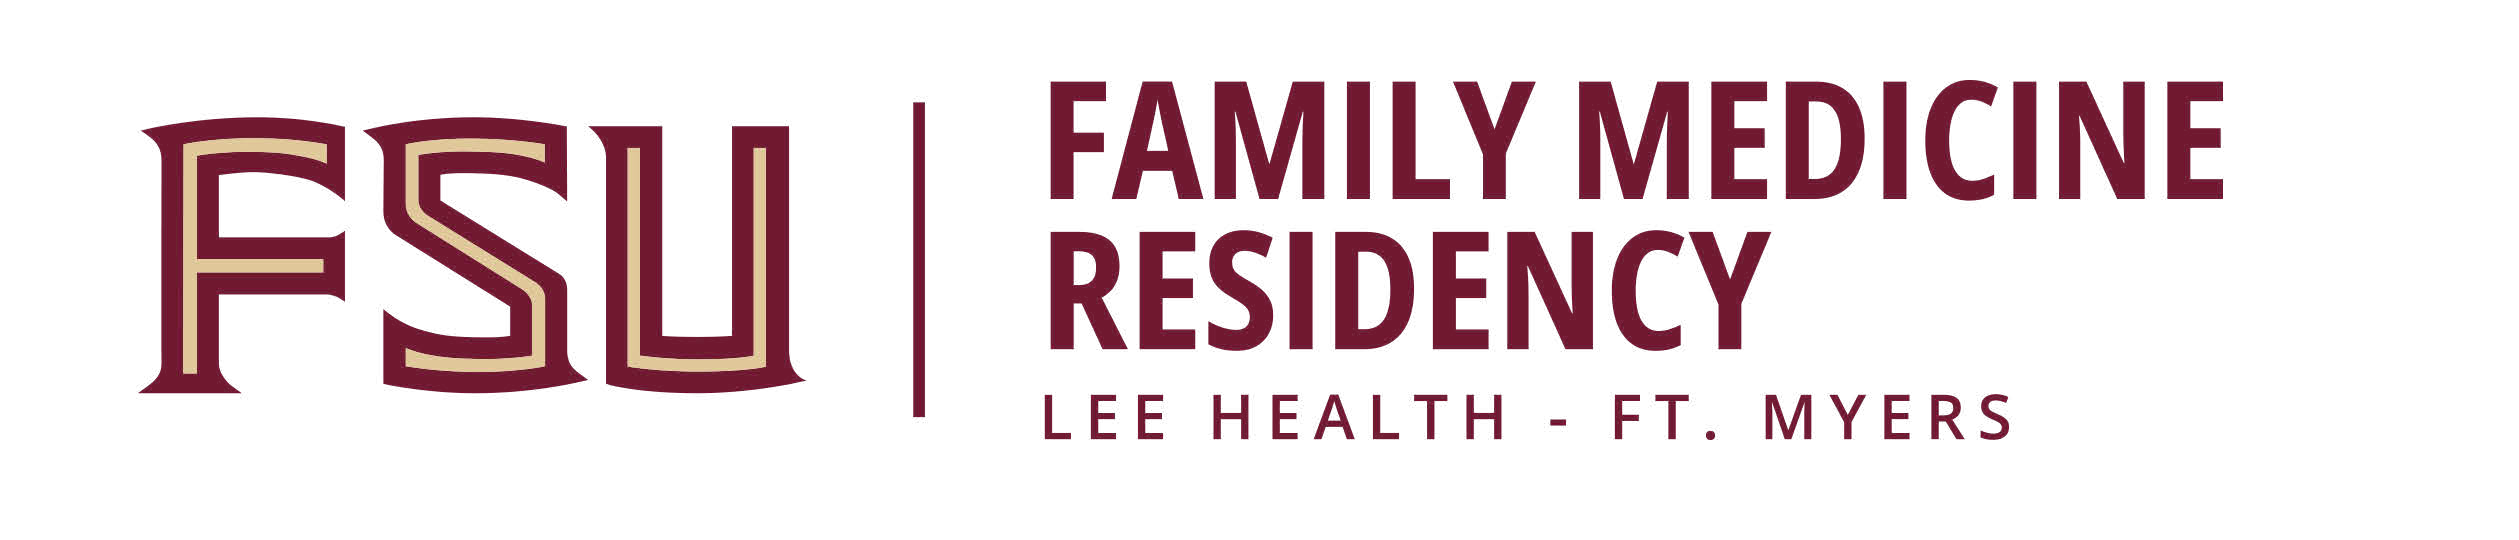 FSU
FAMILY MEDICINE
RESIDENCY
LEE HEALTH - FT. MYERS